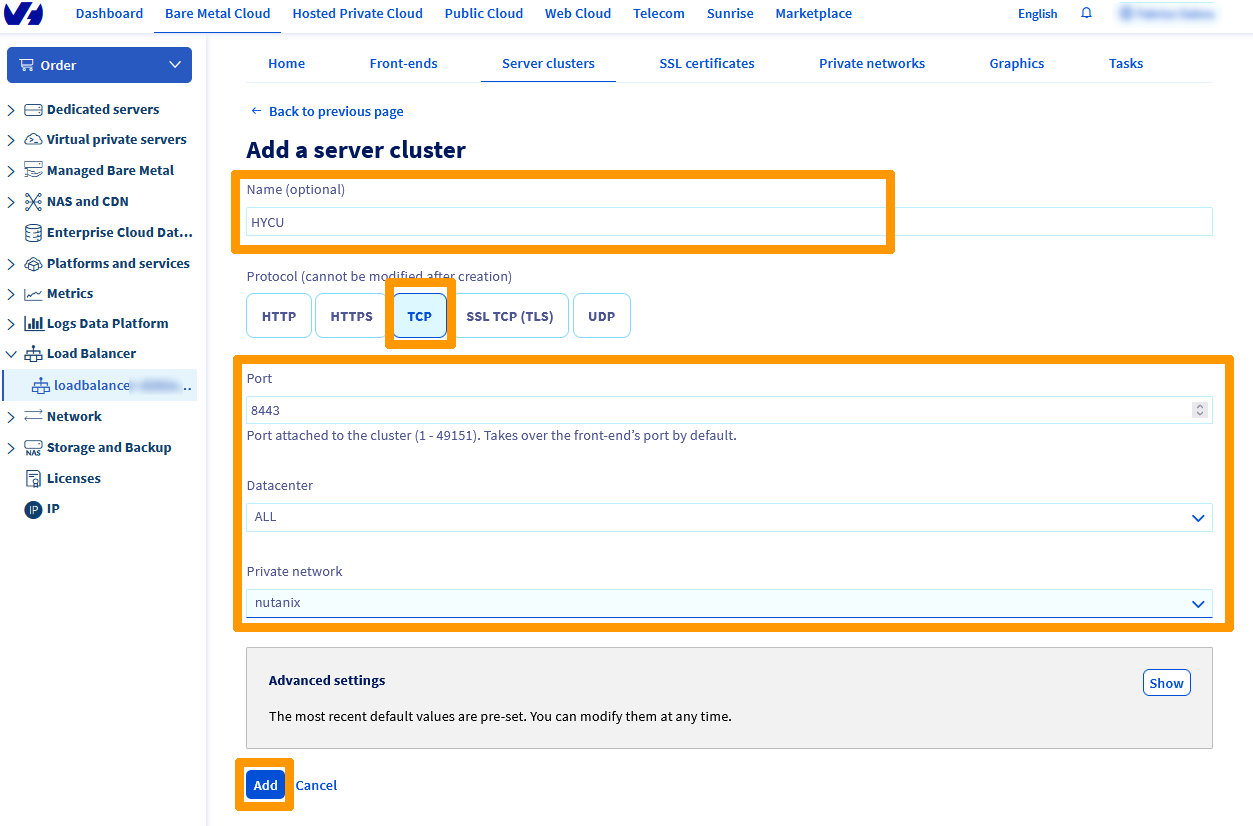 Dashboard Bare Metal Cloud Hosted Private Cloud Public Cloud Web Cloud Telecom Sunrise Marketplace English
Order
Dedicated servers
Virtual private servers
Managed Bare Metal
NAS and CDN
Enterprise Cloud Dat...
Platforms and services
Metrics
Logs Data Platform
Load Balancer
loadbalance ...
Network
NAS
Storage and Backup
Licenses
IP IP
Home Front-ends Server clusters SSL certificates Private networks Graphics Tasks
← Back to previous page
Add a server cluster
Name (optional)
HYCU
Protocol (cannot be modified after creation)
HTTP HTTPS TCP SSL TCP (TLS) UDP
Port
8443
Port attached to the cluster (1 - 49151). Takes over the front-end’s port by default.
Datacenter
ALL
Private network
nutanix
Advanced settings
Show
The most recent default values are pre-set. You can modify them at any time.
Add Cancel